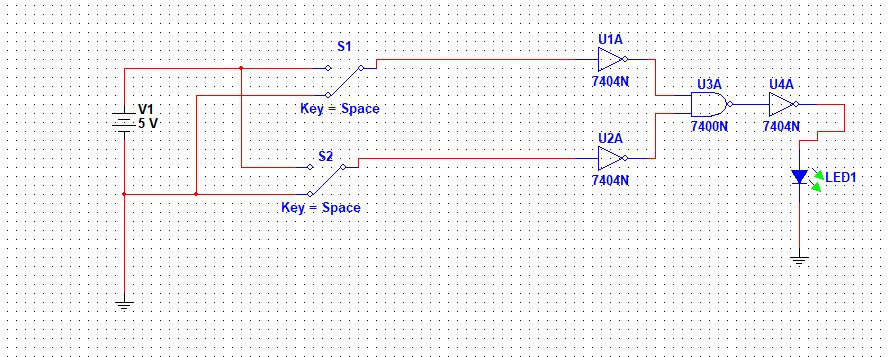 S1
Key = Space
V1
5 V
S2
Key = Space
U1A
7404N
U2A
7404N
U3A
7400N
U4A
7404N
LED1